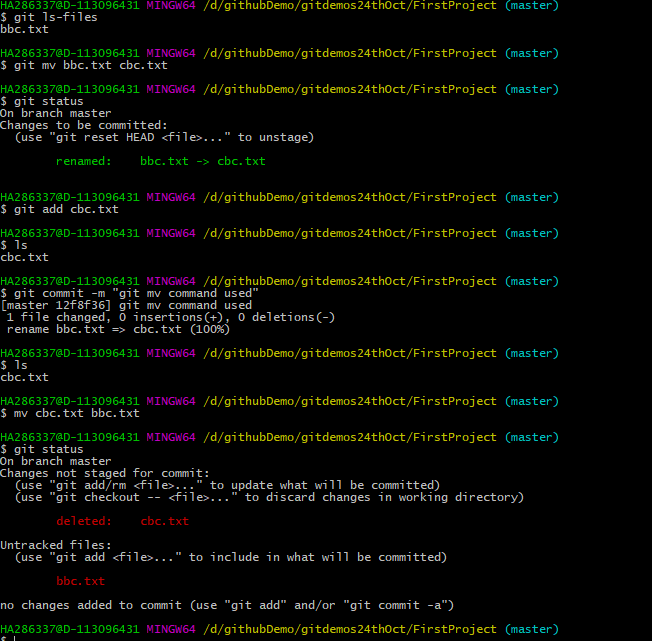 HA286337@D-113096431 MINGW64 /d/githubDemo/gitdemos24thOct/FirstProject (master)
$ git ls-files
bbc.txt
HA286337@D-113096431 MINGW64 /d/githubDemo/gitdemos24thOct/FirstProject (master)
$ git mv bbc.txt cbc.txt
HA286337@D-113096431 MINGW64 /d/githubDemo/gitdemos24thOct/FirstProject (master)
$ git status
On branch master
Changes to be committed:
  (use "git reset HEAD <file>..." to unstage)
        renamed:    bbc.txt -> cbc.txt
HA286337@D-113096431 MINGW64 /d/githubDemo/gitdemos24thOct/FirstProject (master)
$ git add cbc.txt
HA286337@D-113096431 MINGW64 /d/githubDemo/gitdemos24thOct/FirstProject (master)
$ ls
cbc.txt
HA286337@D-113096431 MINGW64 /d/githubDemo/gitdemos24thOct/FirstProject (master)
$ git commit -m "git mv command used"
[master 12f8f36] git mv command used
 1 file changed, 0 insertions(+), 0 deletions(-)
 rename bbc.txt => cbc.txt (100%)
HA286337@D-113096431 MINGW64 /d/githubDemo/gitdemos24thOct/FirstProject (master)
$ ls
cbc.txt
HA286337@D-113096431 MINGW64 /d/githubDemo/gitdemos24thOct/FirstProject (master)
$ mv cbc.txt bbc.txt
HA286337@D-113096431 MINGW64 /d/githubDemo/gitdemos24thOct/FirstProject (master)
$ git status
On branch master
Changes not staged for commit:
  (use "git add/rm <file>..." to update what will be committed)
  (use "git checkout -- <file>..." to discard changes in working directory)
        deleted:    cbc.txt
Untracked files:
  (use "git add <file>..." to include in what will be committed)
        bbc.txt
no changes added to commit (use "git add" and/or "git commit -a")
HA286337@D-113096431 MINGW64 /d/githubDemo/gitdemos24thOct/FirstProject (master)
$